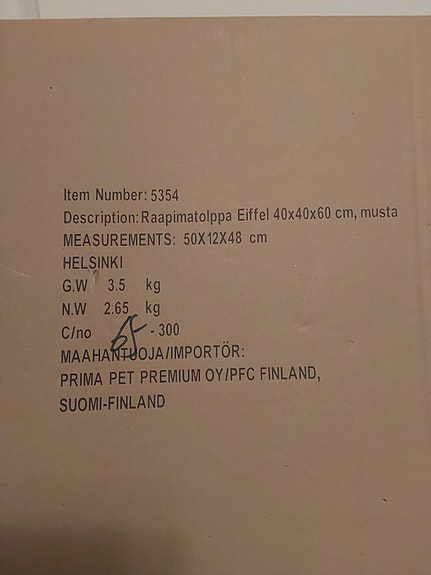 Item Number: 5354
Description: Raapimatolppa Eiffel 40x40x60 cm, musta
MEASUREMENTS: 50X12X48 cm
HELSINKI
G.W 3.5 kg
N.W 2.65 kg
C/no 65 - 300
MAAHANTUOJA/IMPORTÖR:
PRIMA PET PREMIUM OY/PFC FINLAND,
SUOMI-FINLAND